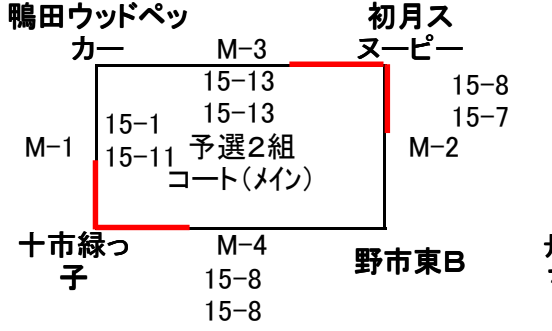 鴨田ウッドペッ
カー
初月ス
ヌーピー
M-3
15-13
15-13
15-1
15-11
M-1
予選2組
コート(メイン)
15-8
15-7
M-2
十市緑っ
子
M-4
15-8
15-8
野市東B